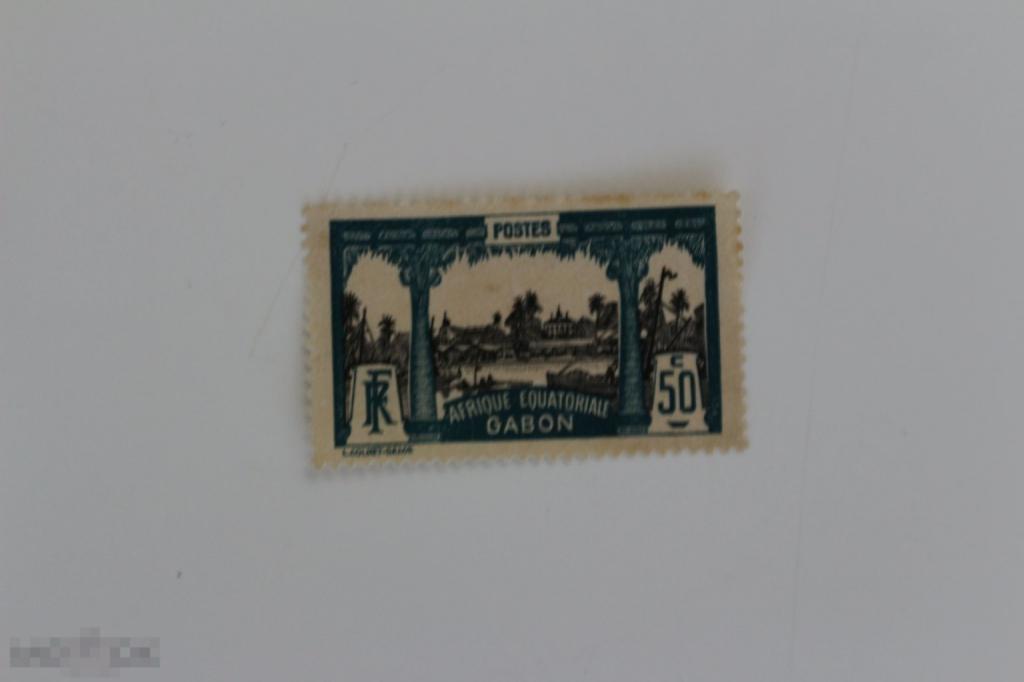 POSTES
RF
C
50
AFRIQUE EQUATORIALE
GABON